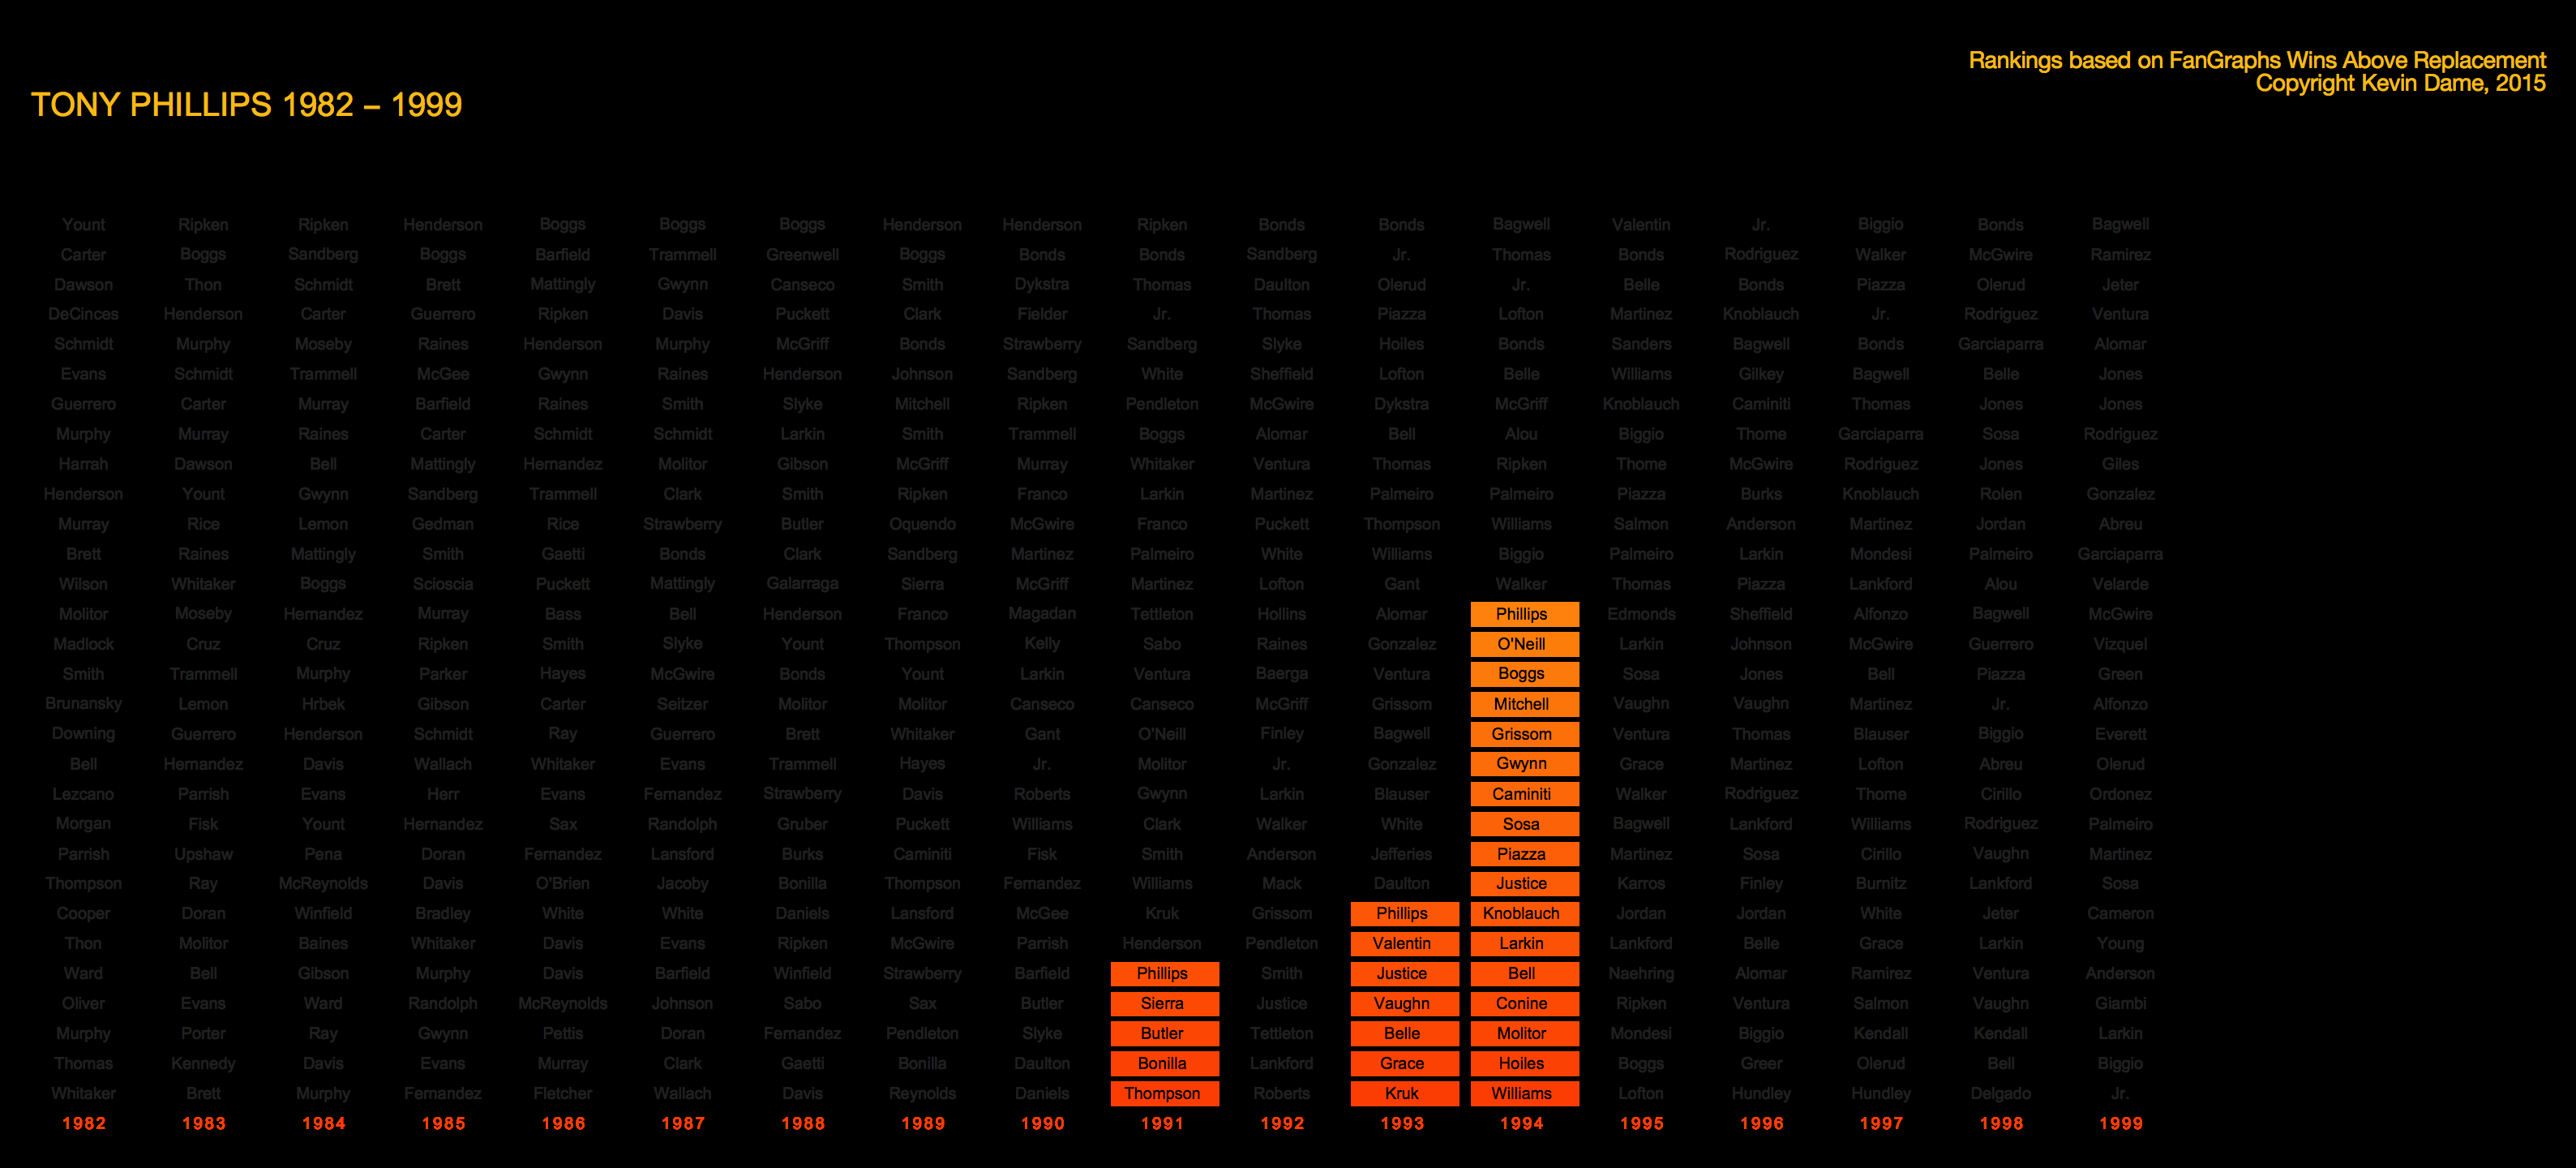 Rankings based on FanGraphs Wins Above Replacement
Copyright Kevin Dame, 2015
TONY PHILLIPS 1982 – 1999
Yount Ripken Ripken Henderson Boggs Boggs Boggs Henderson Henderson Ripken Bonds Bonds Bagwell Valentin Jr. Biggio Bonds Bagwell
Carter Boggs Sandberg Boggs Barfield Trammell Greenwell Boggs Bonds Bonds Sandberg Jr. Thomas Bonds Rodriguez Walker McGwire Ramirez
Dawson Thon Schmidt Brett Mattingly Gwynn Canseco Smith Dykstra Thomas Daulton Olerud Jr. Belle Bonds Piazza Olerud Jeter
DeCinces Henderson Carter Guerrero Ripken Davis Puckett Clark Fielder Jr. Thomas Piazza Lofton Martinez Knoblauch Jr. Rodriguez Ventura
Schmidt Murphy Moseby Raines Henderson Murphy McGriff Bonds Strawberry Sandberg Slyke Hoiles Bonds Sanders Bagwell Bonds Garciaparra Alomar
Evans Schmidt Trammell McGee Gwynn Raines Henderson Johnson Sandberg White Sheffield Lofton Belle Williams Gilkey Bagwell Belle Jones
Guerrero Carter Murray Barfield Raines Smith Slyke Mitchell Ripken Pendleton McGwire Dykstra McGriff Knoblauch Caminiti Thomas Jones Jones
Murphy Murray Raines Carter Schmidt Schmidt Larkin Smith Trammell Boggs Alomar Bell Alou Biggio Thome Garciaparra Sosa Rodriguez
Harrah Dawson Bell Mattingly Hernandez Molitor Gibson McGriff Murray Whitaker Ventura Thomas Ripken Thome McGwire Rodriguez Jones Giles
Henderson Yount Gwynn Sandberg Trammell Clark Smith Ripken Franco Larkin Martinez Palmeiro Palmeiro Piazza Burks Knoblauch Rolen Gonzalez
Murray Rice Lemon Gedman Rice Strawberry Butler Oquendo McGwire Franco Puckett Thompson Williams Salmon Anderson Martinez Jordan Abreu
Brett Raines Mattingly Smith Gaetti Bonds Clark Sandberg Martinez Palmeiro White Williams Biggio Palmeiro Larkin Mondesi Palmeiro Garciaparra
Wilson Whitaker Boggs Scioscia Puckett Mattingly Galarraga Sierra McGriff Martinez Lofton Gant Walker Thomas Piazza Lankford Alou Velarde
Molitor Moseby Hernandez Murray Bass Bell Henderson Franco Magadan Tettleton Hollins Alomar Phillips Edmonds Sheffield Alfonzo Bagwell McGwire
Madlock Cruz Cruz Ripken Smith Slyke Yount Thompson Kelly Sabo Raines Gonzalez O'Neill Larkin Johnson McGwire Guerrero Vizquel
Smith Trammell Murphy Parker Hayes McGwire Bonds Yount Larkin Ventura Baerga Ventura Boggs Sosa Jones Bell Piazza Green
Brunansky Lemon Hrbek Gibson Carter Seitzer Molitor Molitor Canseco Canseco McGriff Grissom Mitchell Vaughn Vaughn Martinez Jr. Alfonzo
Downing Guerrero Henderson Schmidt Ray Guerrero Brett Whitaker Gant O'Neill Finley Bagwell Grissom Ventura Thomas Blauser Biggio Everett
Bell Hernandez Davis Wallach Whitaker Evans Trammell Hayes Jr. Molitor Jr. Gonzalez Gwynn Grace Martinez Lofton Abreu Olerud
Lezcano Parrish Evans Herr Evans Fernandez Strawberry Davis Roberts Gwynn Larkin Blauser Caminiti Walker Rodriguez Thome Cirillo Ordonez
Morgan Fisk Yount Hernandez Sax Randolph Gruber Puckett Williams Clark Walker White Sosa Bagwell Lankford Williams Rodriguez Palmeiro
Parrish Upshaw Pena Doran Fernandez Lansford Burks Caminiti Fisk Smith Anderson Jefferies Piazza Martinez Sosa Cirillo Vaughn Martinez
Thompson Ray McReynolds Davis O'Brien Jacoby Bonilla Thompson Fernandez Williams Mack Daulton Justice Karros Finley Burnitz Lankford Sosa
Cooper Doran Winfield Bradley White White Daniels Lansford McGee Kruk Grissom Phillips Knoblauch Jordan Jordan White Jeter Cameron
Thon Molitor Baines Whitaker Davis Evans Ripken McGwire Parrish Henderson Pendleton Valentin Larkin Lankford Belle Grace Larkin Young
Ward Bell Gibson Murphy Davis Barfield Winfield Strawberry Barfield Phillips Smith Justice Bell Naehring Alomar Ramirez Ventura Anderson
Oliver Evans Ward Randolph McReynolds Johnson Sabo Sax Butler Sierra Justice Vaughn Conine Ripken Ventura Salmon Vaughn Giambi
Murphy Porter Ray Gwynn Pettis Doran Fernandez Pendleton Slyke Butler Tettleton Belle Molitor Mondesi Biggio Kendall Kendall Larkin
Thomas Kennedy Davis Evans Murray Clark Gaetti Bonilla Daulton Bonilla Lankford Grace Hoiles Boggs Greer Olerud Bell Biggio
Whitaker Brett Murphy Fernandez Fletcher Wallach Davis Reynolds Daniels Thompson Roberts Kruk Williams Lofton Hundley Hundley Delgado Jr.
1982 1983 1984 1985 1986 1987 1988 1989 1990 1991 1992 1993 1994 1995 1996 1997 1998 1999